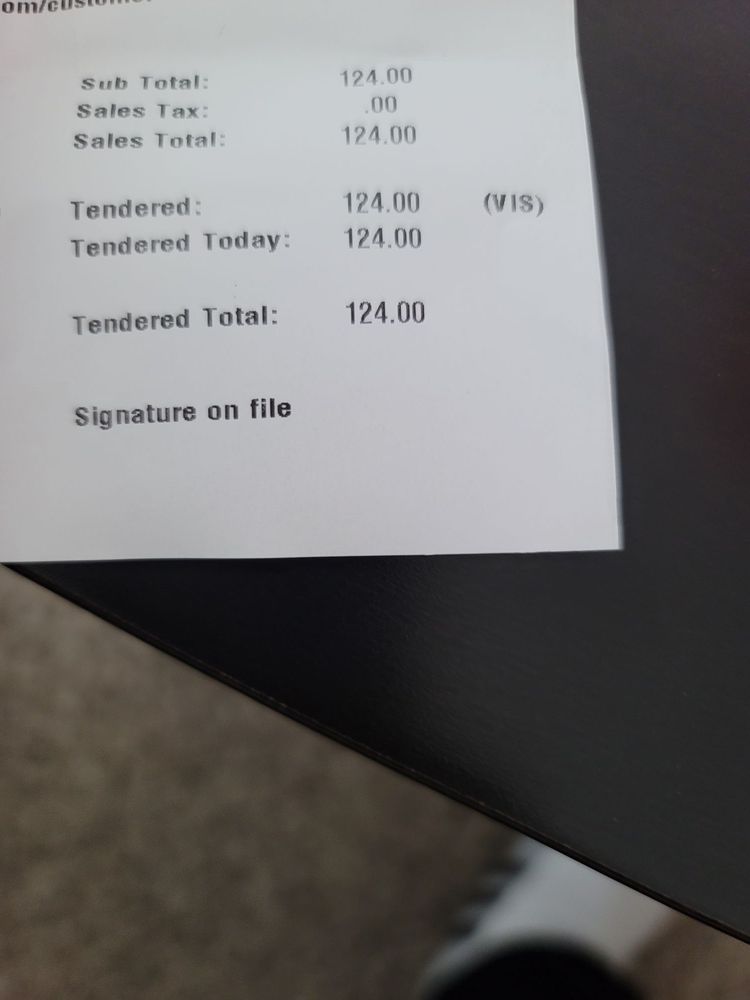 Sub Total: 124.00
Sales Tax: .00
Sales Total: 124.00
Tendered: 124.00 (VIS)
Tendered Today: 124.00
Tendered Total: 124.00
Signature on file